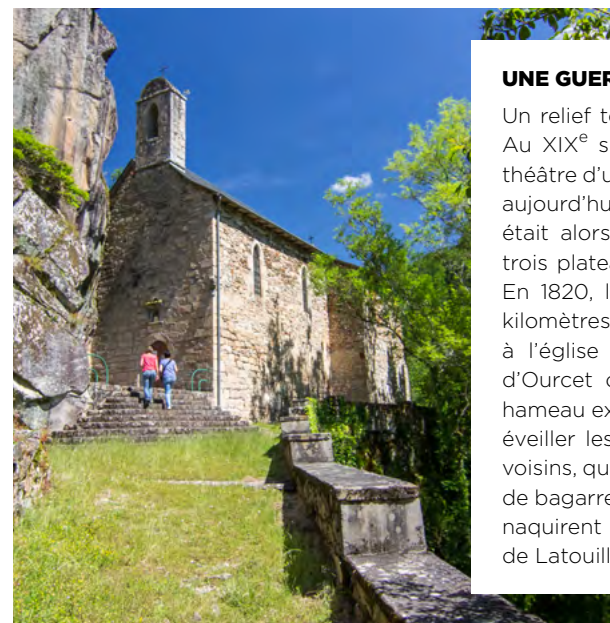 UNE GUER
Un relief t
Au XIXe s
théâtre d'u
aujourd'hu
était alors
trois plate
En 1820, l
kilomètres
à l'église
d'Ourcet
hameau ex
éveiller les
voisins, qu
de bagarre
naquirent
de Latouill